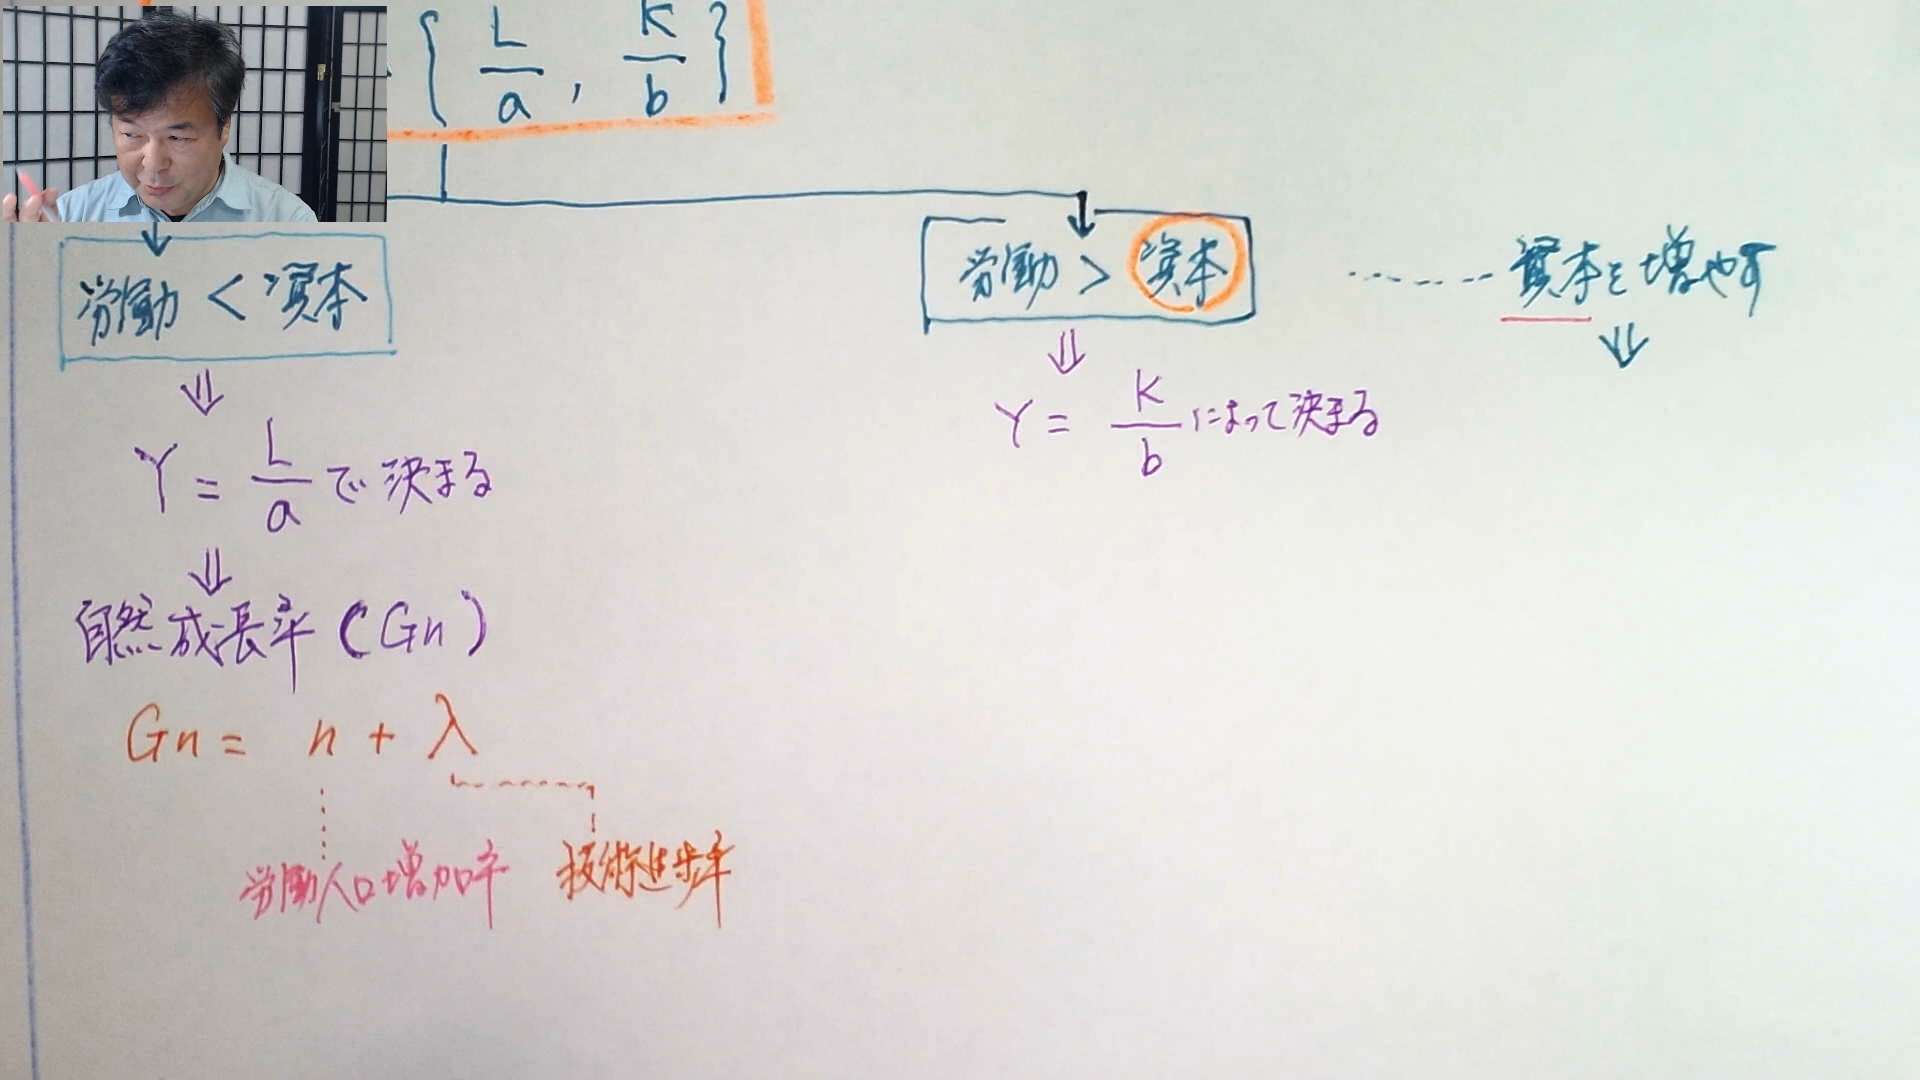 { L/a , K/b }
労働 < 資本
労働 > 資本
資本を増やす
⇓
⇓
⇓
Y = L/a で決まる
Y = K/b によって決まる
⇓
自然成長率 (Gn)
Gn = n + λ
労働人口増加率
技術進歩率